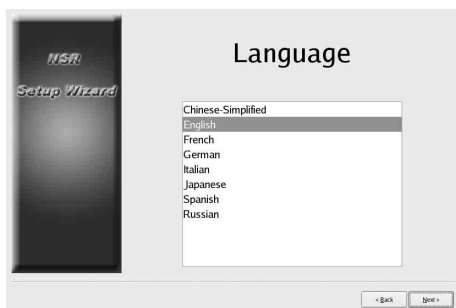 NSR
Setup Wizard
Language
Chinese-Simplified
English
French
German
Italian
Japanese
Spanish
Russian
< Back
Next >